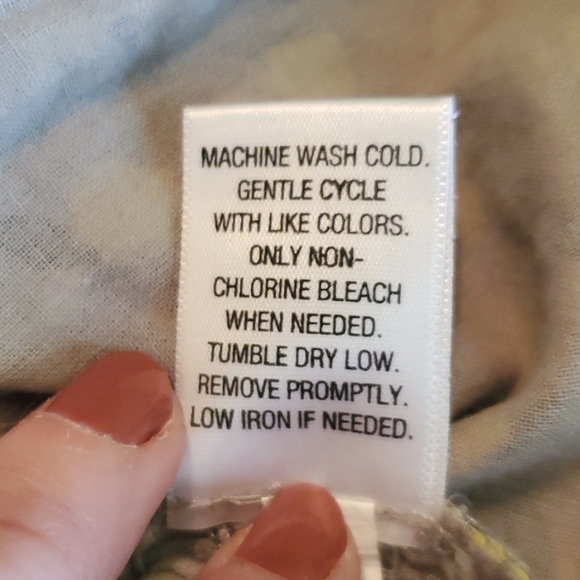 MACHINE WASH COLD.
GENTLE CYCLE
WITH LIKE COLORS.
ONLY NON-
CHLORINE BLEACH
WHEN NEEDED.
TUMBLE DRY LOW.
REMOVE PROMPTLY.
LOW IRON IF NEEDED.